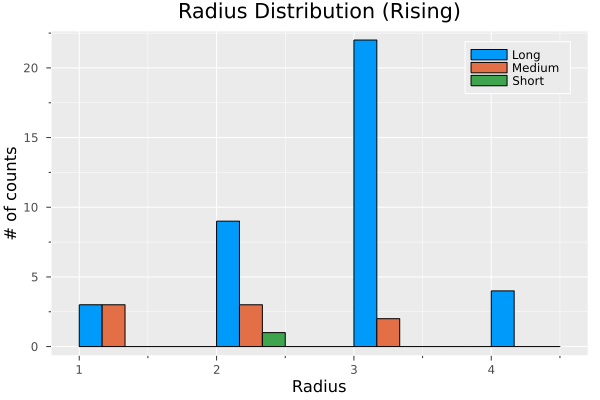 Radius Distribution (Rising)
Long
Medium
Short
# of counts
20
15
10
5
0
1 2 3 4
Radius